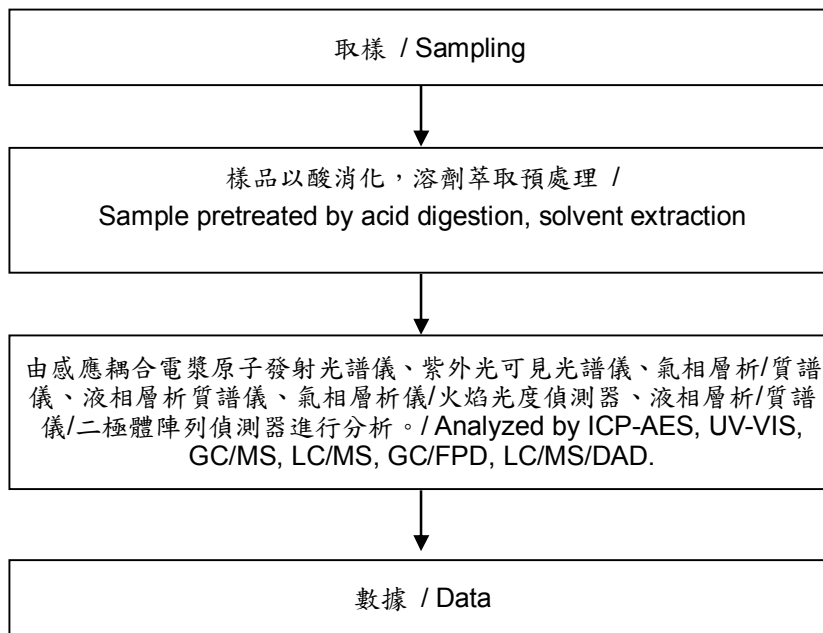 取樣 / Sampling
樣品以酸消化，溶劑萃取預處理 /
Sample pretreated by acid digestion, solvent extraction
由感應耦合電漿原子發射光譜儀、紫外光可見光譜儀、氣相層析/質譜
儀、液相層析質譜儀、氣相層析儀/火焰光度偵測器、液相層析/質譜
儀/二極體陣列偵測器進行分析。/ Analyzed by ICP-AES, UV-VIS,
GC/MS, LC/MS, GC/FPD, LC/MS/DAD.
數據 / Data